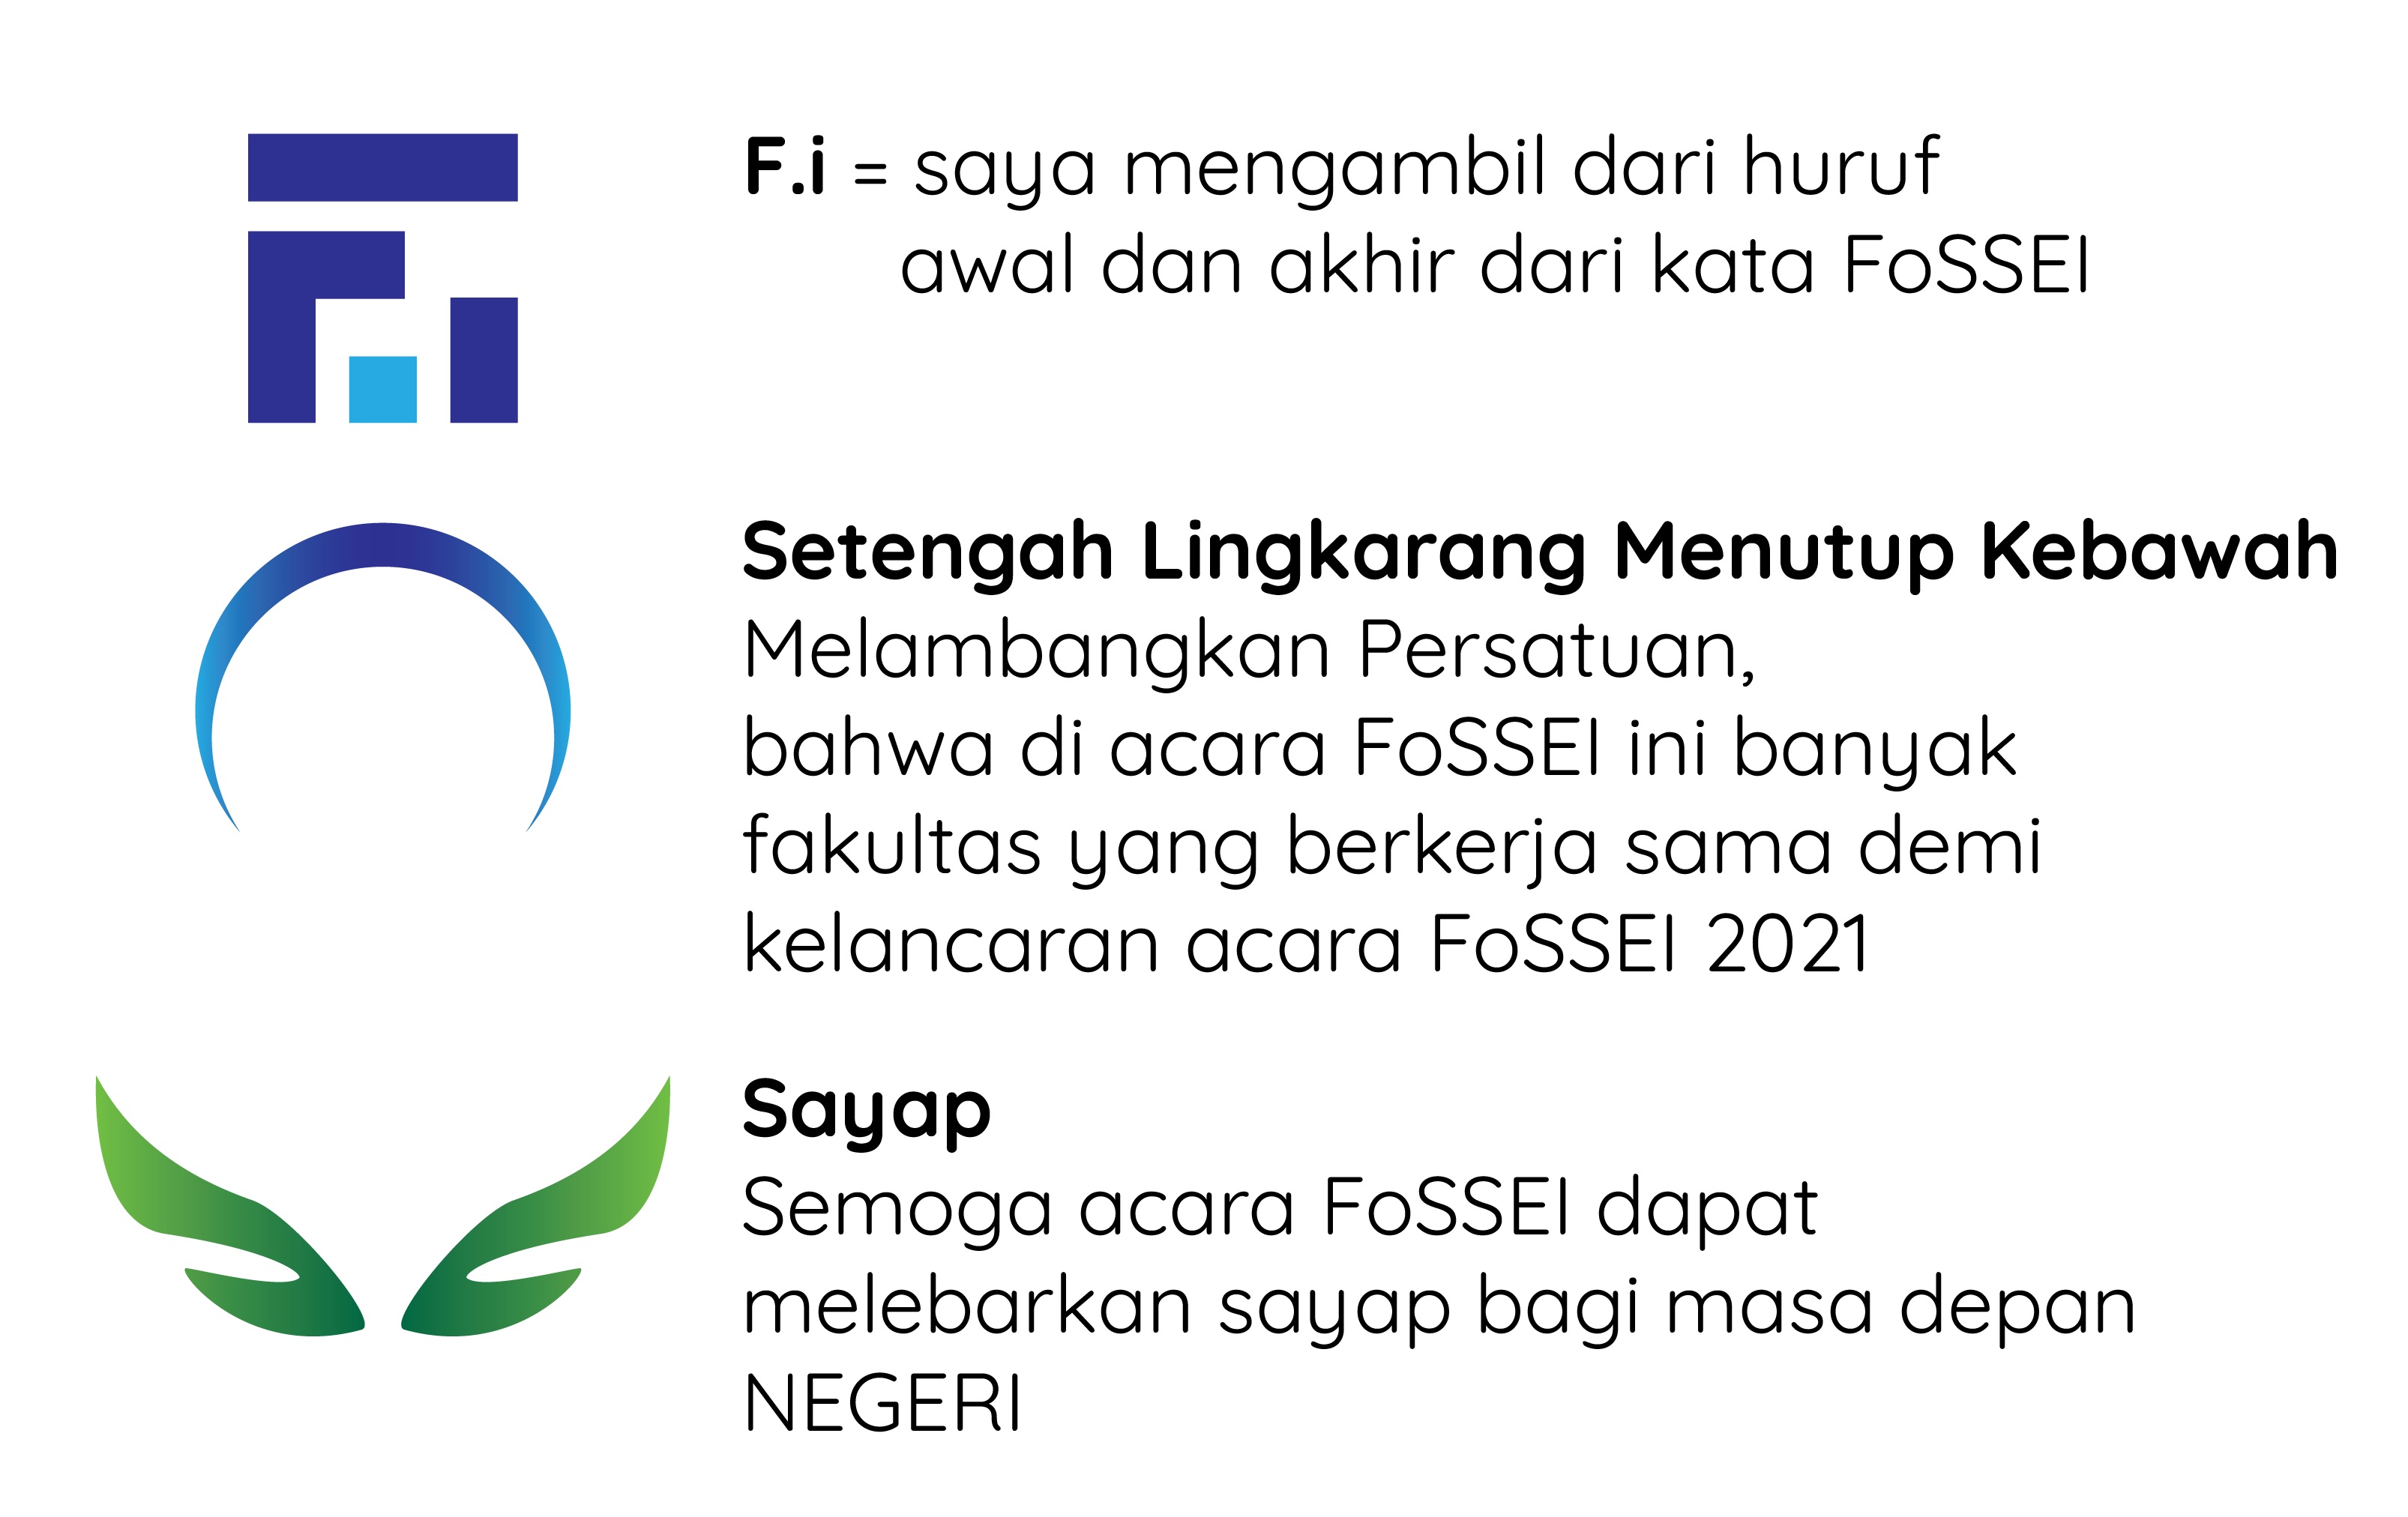 F.i = saya mengambil dari huruf
awal dan akhir dari kata FoSSEI
Setengah Lingkarang Menutup Kebawah
Melambangkan Persatuan,
bahwa di acara FoSSEI ini banyak
fakultas yang berkerja sama demi
kelancaran acara FoSSEI 2021
Sayap
Semoga acara FoSSEI dapat
melebarkan sayap bagi masa depan
NEGERI